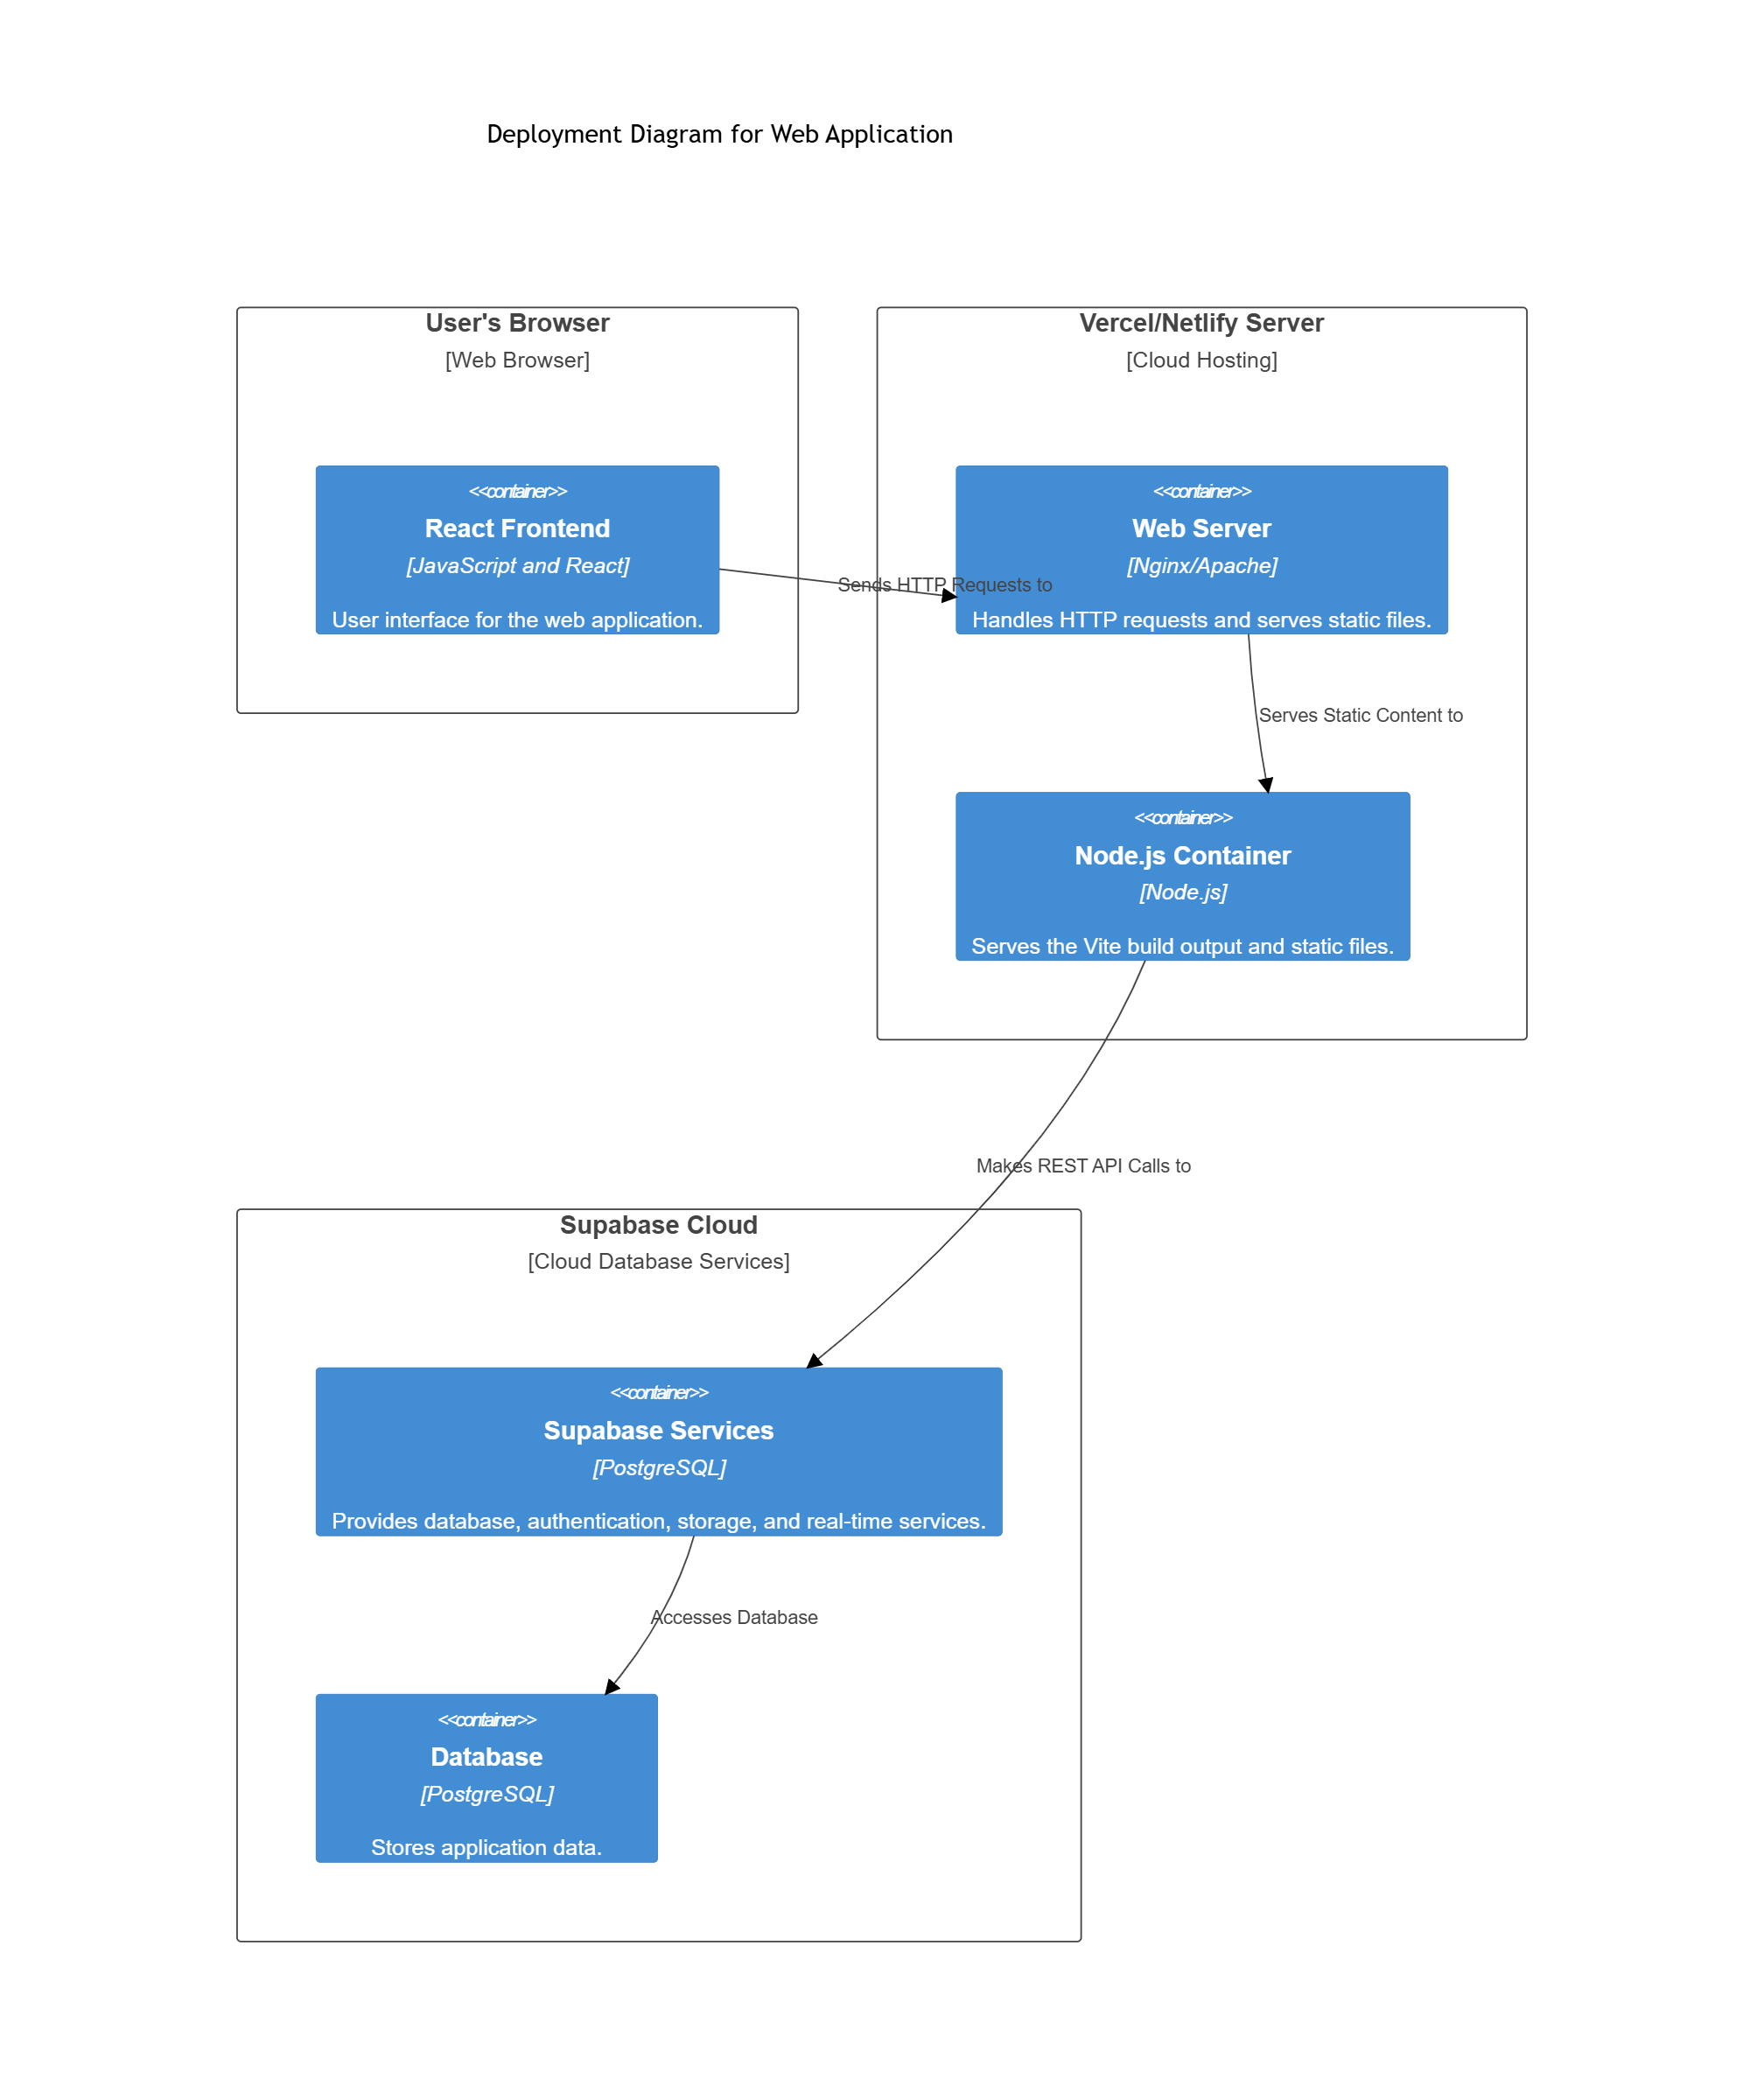 Deployment Diagram for Web Application
User's Browser
[Web Browser]
<<container>>
React Frontend
[JavaScript and React]
User interface for the web application.
Sends HTTP Requests to
Vercel/Netlify Server
[Cloud Hosting]
<<container>>
Web Server
[Nginx/Apache]
Handles HTTP requests and serves static files.
Serves Static Content to
<<container>>
Node.js Container
[Node.js]
Serves the Vite build output and static files.
Makes REST API Calls to
Supabase Cloud
[Cloud Database Services]
<<container>>
Supabase Services
[PostgreSQL]
Provides database, authentication, storage, and real-time services.
Accesses Database
<<container>>
Database
[PostgreSQL]
Stores application data.